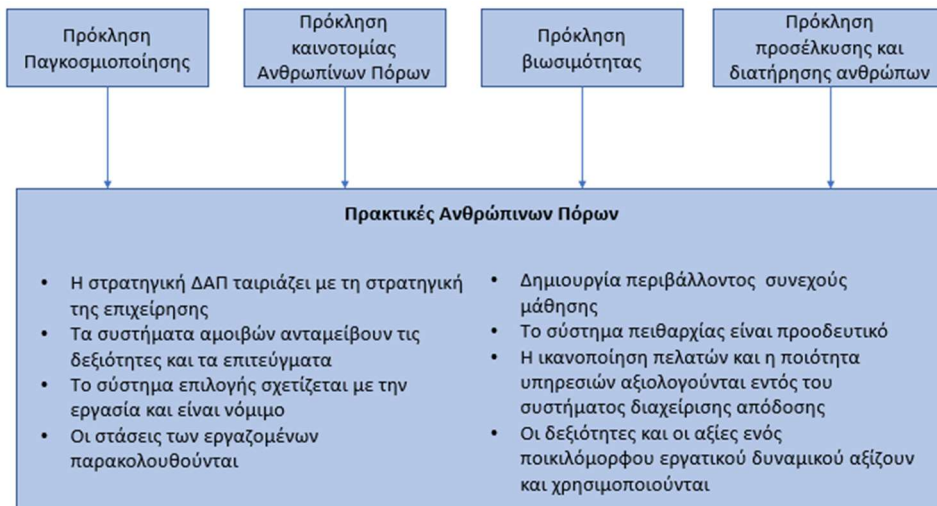 Πρόκληση
Παγκοσμιοποίησης
Πρόκληση
καινοτομίας
Ανθρωπίνων Πόρων
Πρόκληση
βιωσιμότητας
Πρόκληση
προσέλκυσης και
διατήρησης ανθρώπων
Πρακτικές Ανθρώπινων Πόρων
• Η στρατηγική ΔΑΠ ταιριάζει με τη στρατηγική
της επιχείρησης
• Τα συστήματα αμοιβών ανταμείβουν τις
δεξιότητες και τα επιτεύγματα
• Το σύστημα επιλογής σχετίζεται με την
εργασία και είναι νόμιμο
• Οι στάσεις των εργαζομένων
παρακολουθούνται
• Δημιουργία περιβάλλοντος συνεχούς
μάθησης
• Το σύστημα πειθαρχίας είναι προοδευτικό
• Η ικανοποίηση πελατών και η ποιότητα
υπηρεσιών αξιολογούνται εντός του
συστήματος διαχείρισης απόδοσης
• Οι δεξιότητες και οι αξίες ενός
ποικιλόμορφου εργατικού δυναμικού αξίζουν
και χρησιμοποιούνται